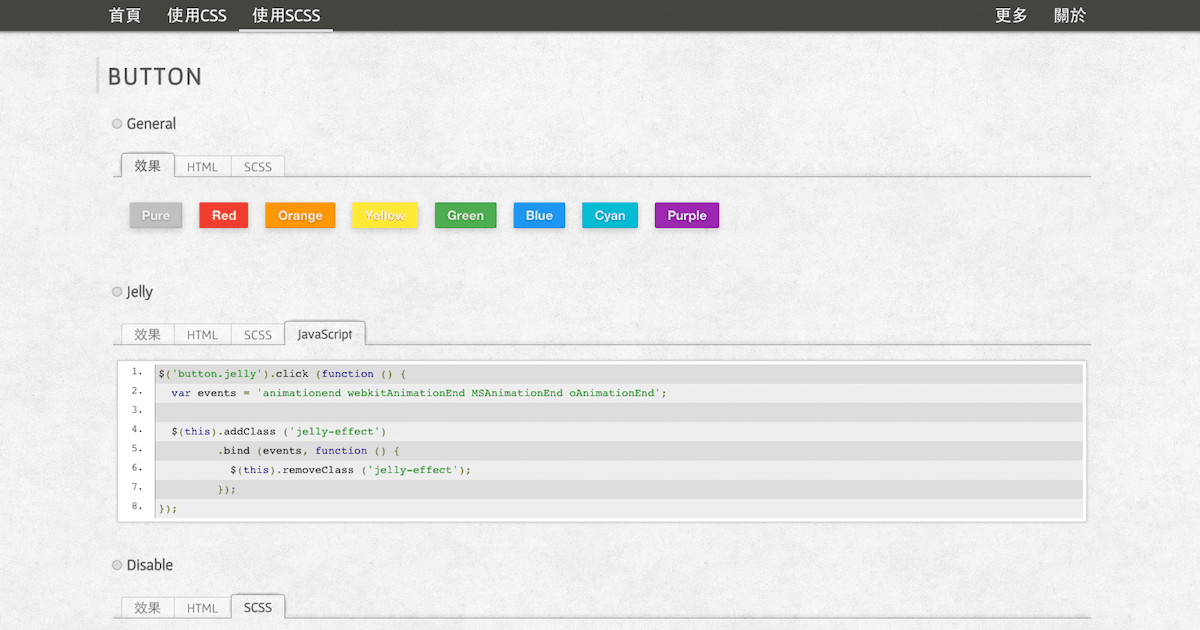 首頁 使用CSS 使用SCSS 更多 關於
BUTTON
General
效果 HTML SCSS
Pure Red Orange Yellow Green Blue Cyan Purple
Jelly
效果 HTML SCSS JavaScript
1. $('button.jelly').click (function () {
2. var events = 'animationend webkitAnimationEnd MSAnimationEnd oAnimationEnd';
3.
4. $(this).addClass ('jelly-effect')
5. .bind (events, function () {
6. $(this).removeClass ('jelly-effect');
7. });
8. });
Disable
效果 HTML SCSS